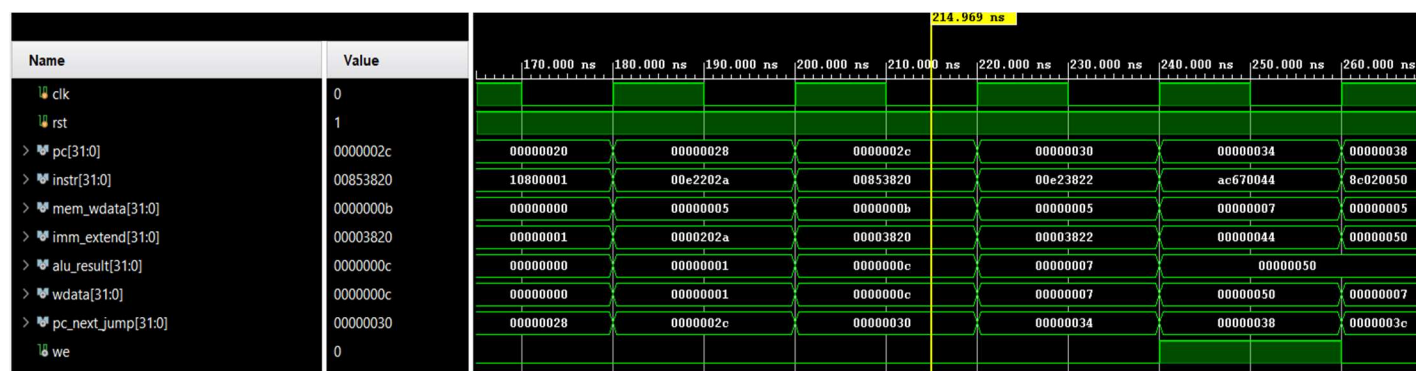 214.969 ns
Name Value
170.000 ns 180.000 ns 190.000 ns 200.000 ns 210.000 ns 220.000 ns 230.000 ns 240.000 ns 250.000 ns 260.000 ns
clk 0
rst 1
pc[31:0] 0000002c 00000020 00000028 0000002c 00000030 00000034 00000038
instr[31:0] 00853820 10800001 00e2202a 00853820 00e23822 ac670044 8c020050
mem_wdata[31:0] 0000000b 00000000 00000005 0000000b 00000005 00000007 00000005
imm_extend[31:0] 00003820 00000001 0000202a 00003820 00003822 00000044 00000050
alu_result[31:0] 0000000c 00000000 00000001 0000000c 00000007 00000050
wdata[31:0] 0000000c 00000000 00000001 0000000c 00000007 00000050 00000007
pc_next_jump[31:0] 00000030 00000028 0000002c 00000030 00000034 00000038 0000003c
we 0